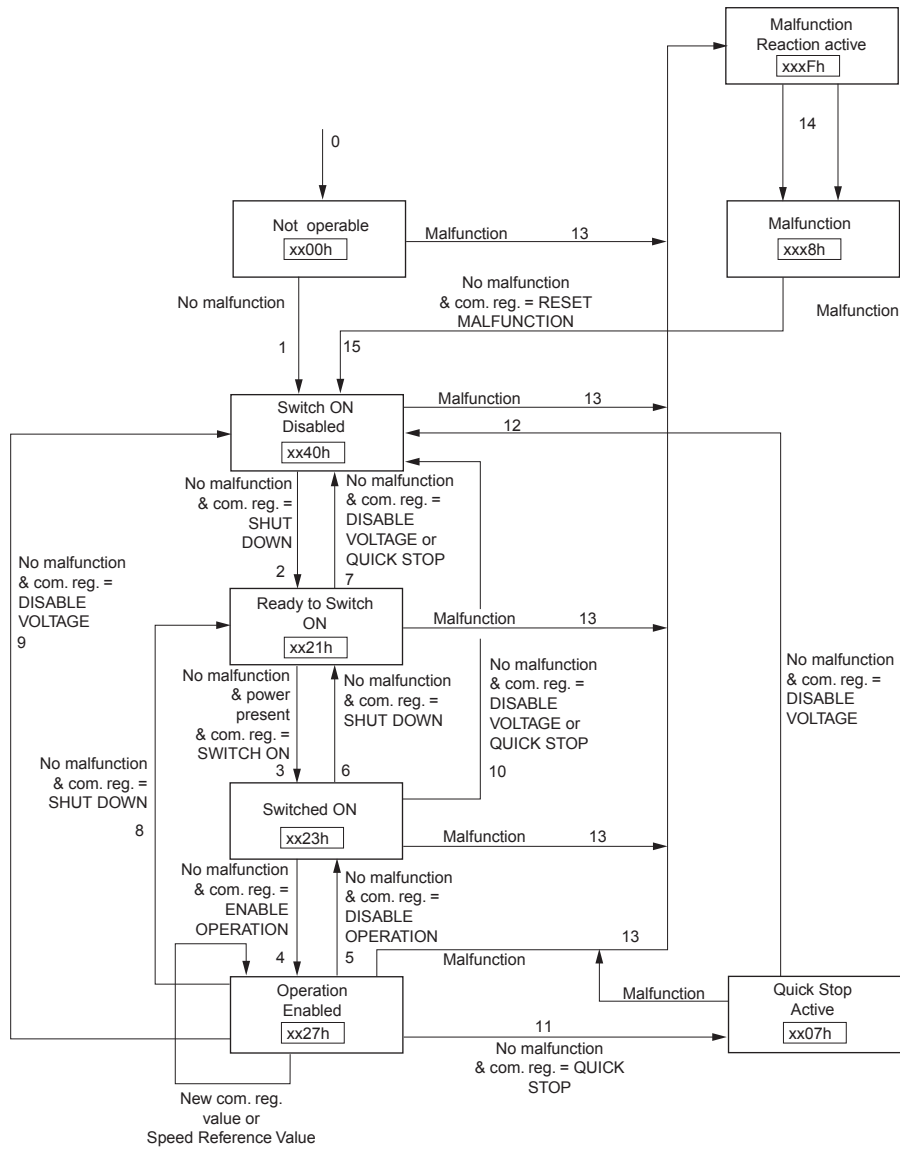 Malfunction
Reaction active
xxxFh
14
0
Not operable
xx00h
Malfunction 13
Malfunction
xxx8h
No malfunction
No malfunction
& com. reg. = RESET
MALFUNCTION
Malfunction
1
15
Switch ON
Disabled
xx40h
Malfunction 13
12
No malfunction
& com. reg. =
SHUT
DOWN
2
No malfunction
& com. reg. =
DISABLE
VOLTAGE or
QUICK STOP
7
No malfunction
& com. reg. =
DISABLE
VOLTAGE
9
Ready to Switch
ON
xx21h
Malfunction 13
No malfunction
& power
present
& com. reg. =
SWITCH ON
3
No malfunction
& com. reg. =
SHUT DOWN
6
No malfunction
& com. reg. =
DISABLE
VOLTAGE or
QUICK STOP
10
No malfunction
& com. reg. =
DISABLE
VOLTAGE
No malfunction
& com. reg. =
SHUT DOWN
8
Switched ON
xx23h
Malfunction 13
No malfunction
& com. reg. =
ENABLE
OPERATION
4
No malfunction
& com. reg. =
DISABLE
OPERATION
5
13
Malfunction
Malfunction
Operation
Enabled
xx27h
Quick Stop
Active
xx07h
11
No malfunction
& com. reg. = QUICK
STOP
New com. reg.
value or
Speed Reference Value